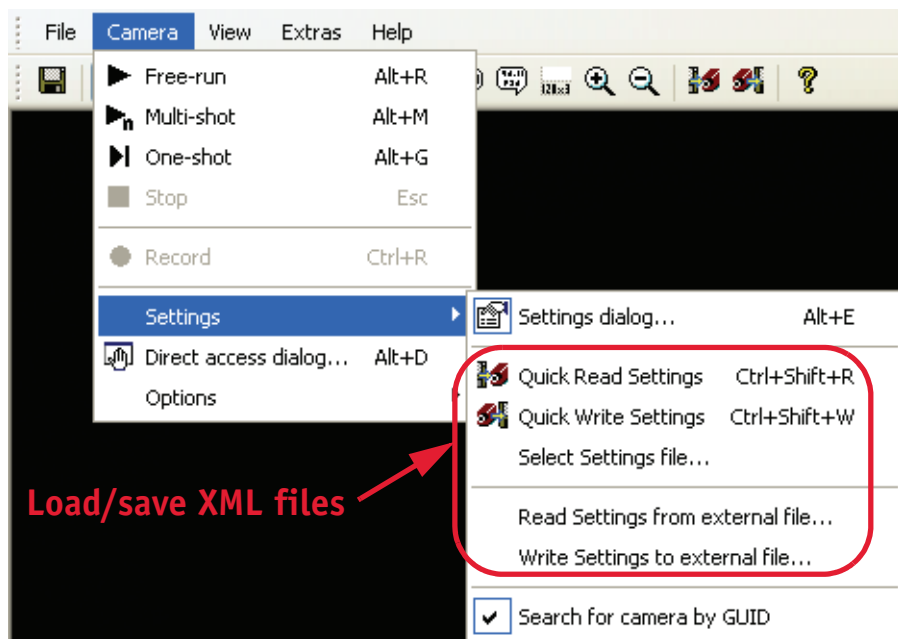 File Camera View Extras Help
Free-run Alt+R
Multi-shot Alt+M
One-shot Alt+G
Stop Esc
Record Ctrl+R
Settings
Direct access dialog... Alt+D
Options
Settings dialog... Alt+E
Quick Read Settings Ctrl+Shift+R
Quick Write Settings Ctrl+Shift+W
Select Settings file...
Read Settings from external file...
Write Settings to external file...
Search for camera by GUID
Load/save XML files